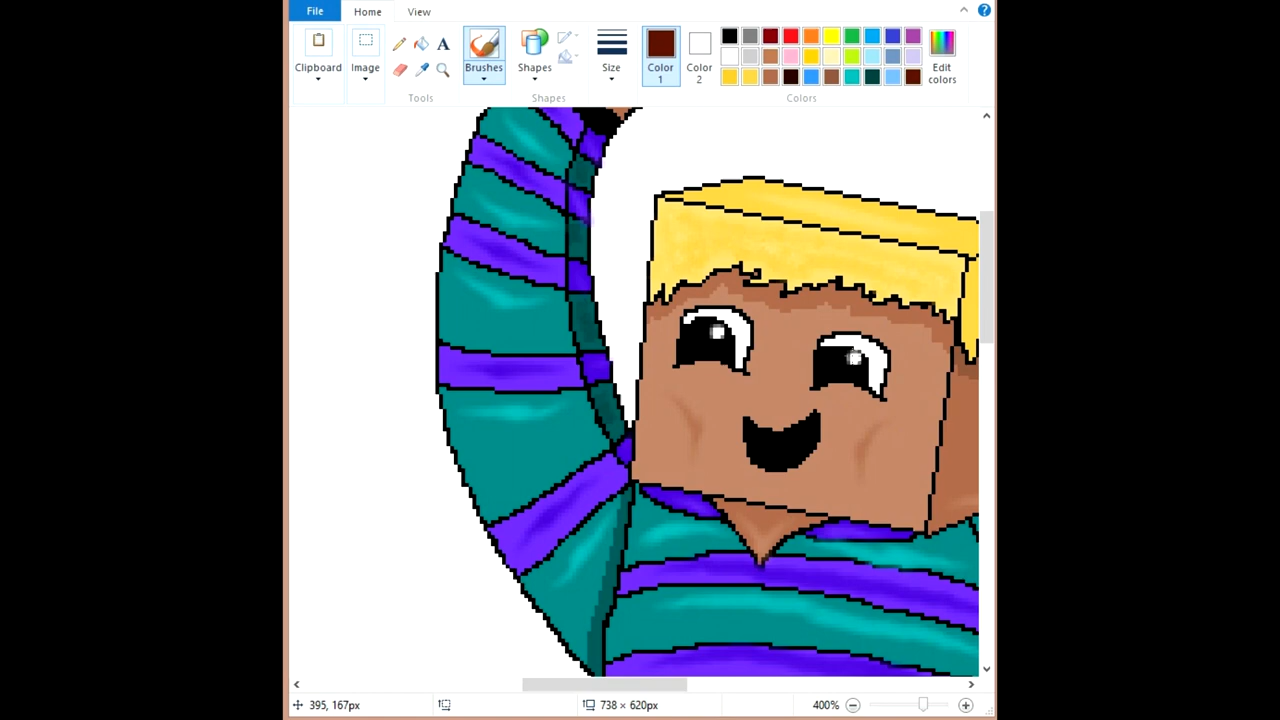 File
Home
View
Clipboard
Image
Tools
A
Brushes
Shapes
Shapes
Size
Color 1
Color 2
Edit colors
Colors
395, 167px
738 × 620px
400%